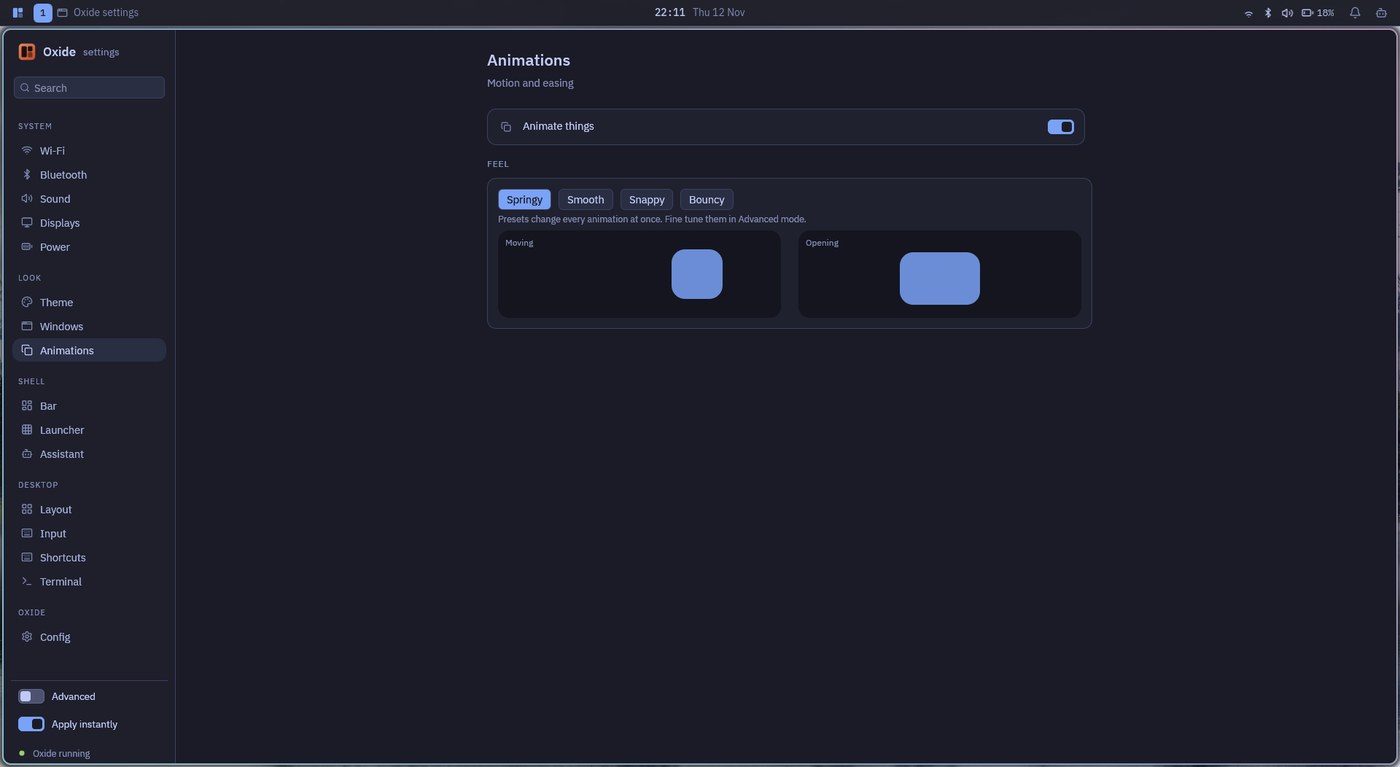 1 Oxide settings 22:11 Thu 12 Nov 18%
Oxide settings
Search
SYSTEM
Wi-Fi
Bluetooth
Sound
Displays
Power
LOOK
Theme
Windows
Animations
SHELL
Bar
Launcher
Assistant
DESKTOP
Layout
Input
Shortcuts
Terminal
OXIDE
Config
Advanced
Apply instantly
Oxide running
Animations
Motion and easing
Animate things
FEEL
Springy Smooth Snappy Bouncy
Presets change every animation at once. Fine tune them in Advanced mode.
Moving Opening